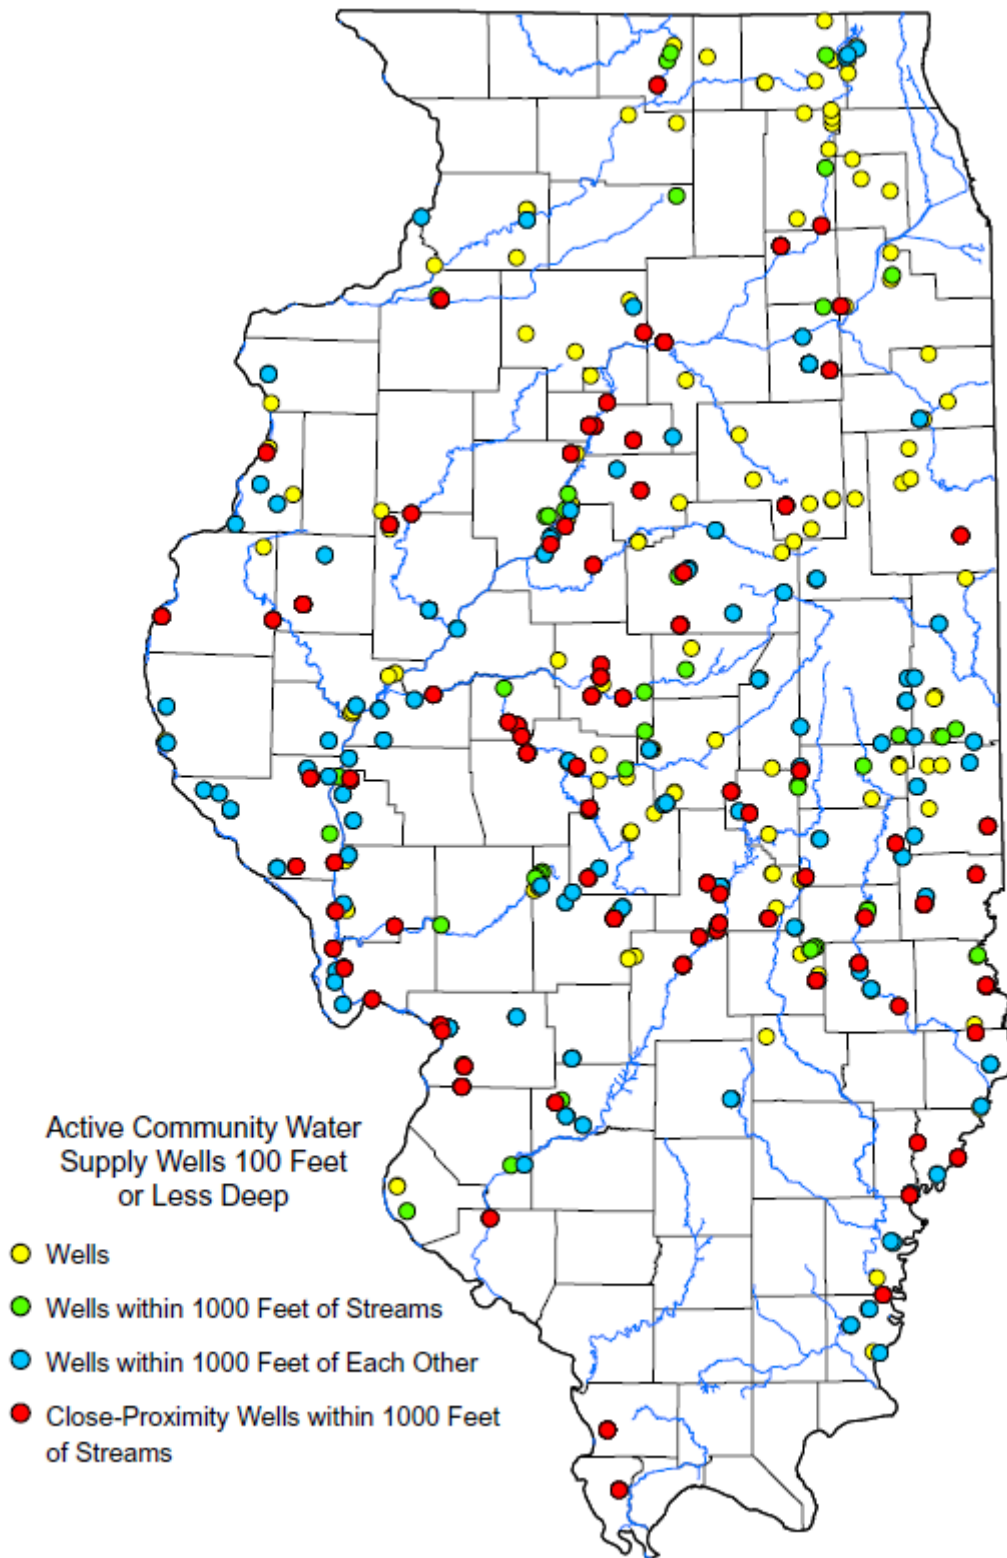 Active Community Water
Supply Wells 100 Feet
or Less Deep
Wells
Wells within 1000 Feet of Streams
Wells within 1000 Feet of Each Other
Close-Proximity Wells within 1000 Feet
of Streams